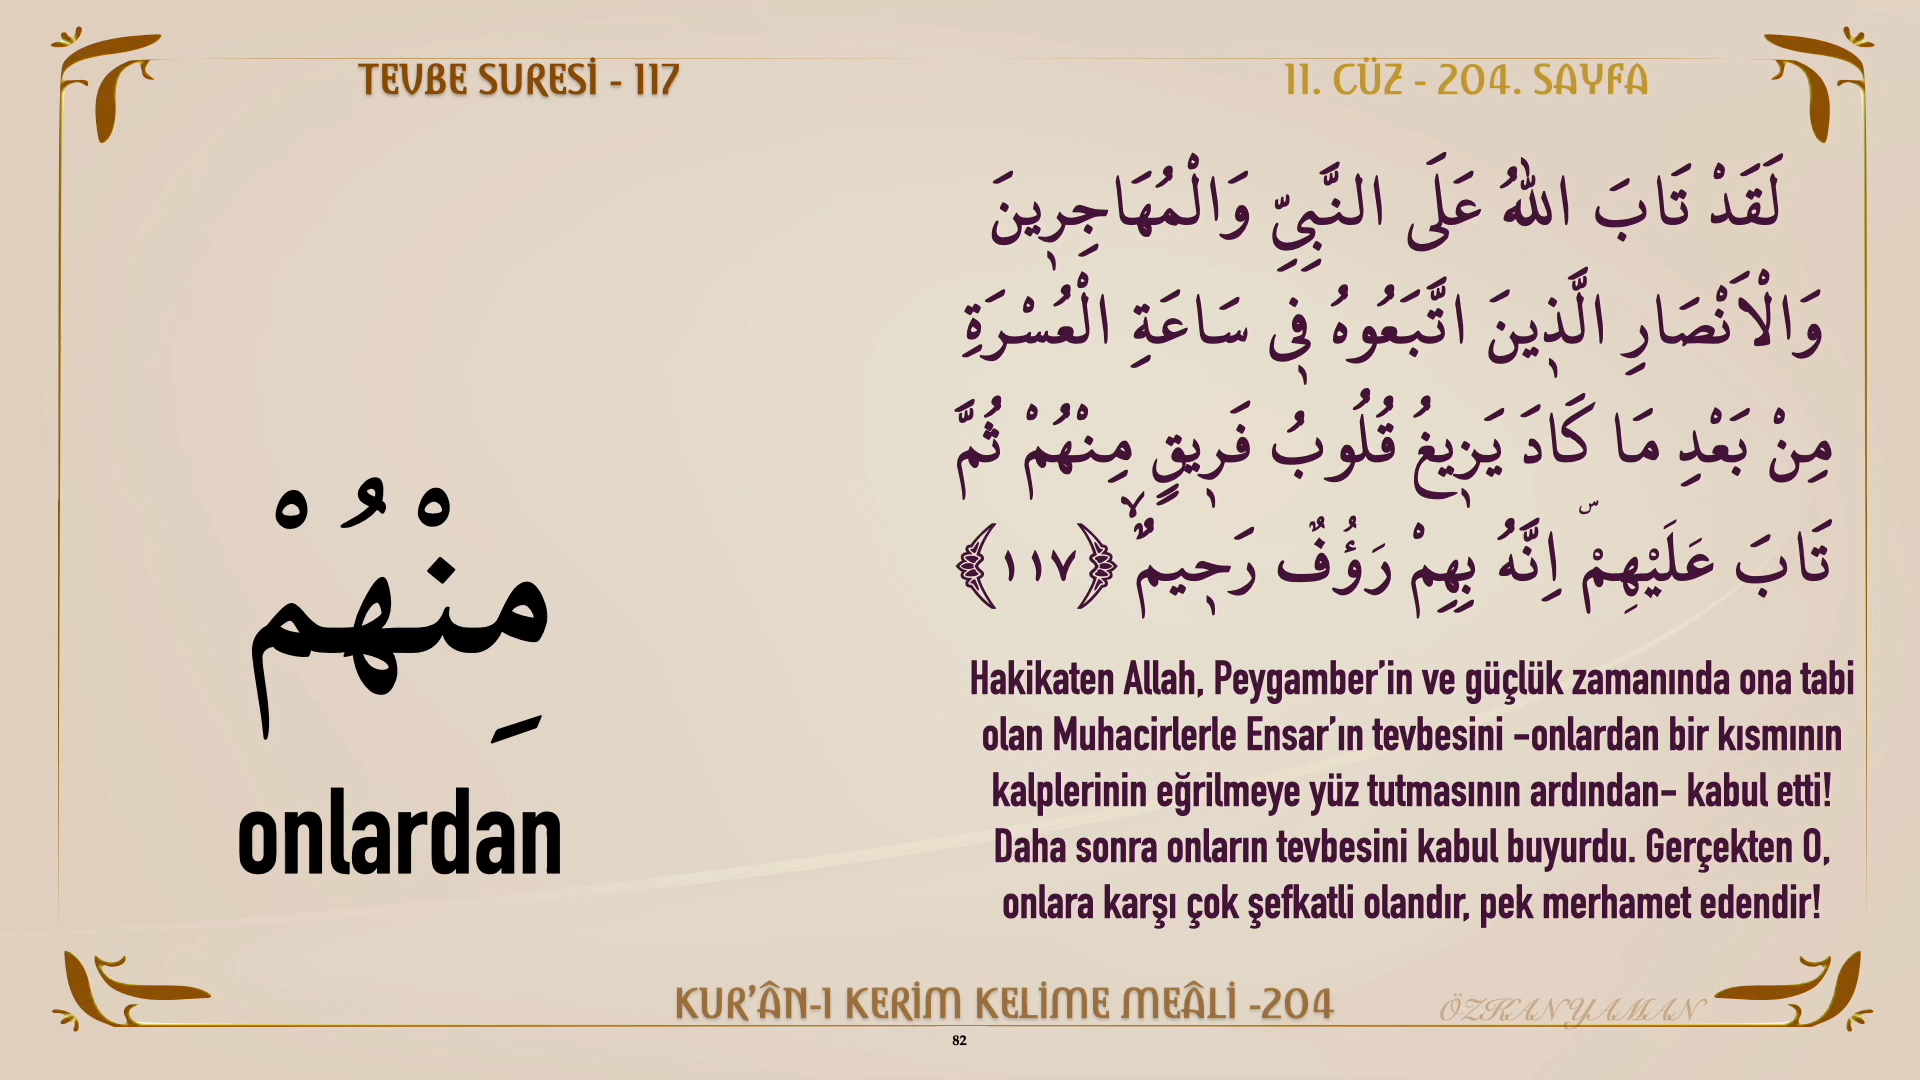 TEVBE SURESİ - 117
11. CÜZ - 204. SAYFA
لَقَدْ تَابَ اللّٰهُ عَلَى النَّبِيِّ وَالْمُهَاجِر۪ينَ
وَالْاَنْصَارِ الَّذ۪ينَ اتَّبَعُوهُ ف۪ى سَاعَةِ الْعُسْرَةِ
مِنْ بَعْدِ مَا كَادَ يَز۪يغُ قُلُوبُ فَر۪يقٍ مِنْهُمْ ثُمَّ
تَابَ عَلَيْهِمْۜ اِنَّهُ بِهِمْ رَؤُفٌ رَح۪يمٌۙ ﴿١١٧﴾
مِنْهُمْ
onlardan
Hakikaten Allah, Peygamber’in ve güçlük zamanında ona tabi
olan Muhacirlerle Ensar’ın tevbesini –onlardan bir kısmının
kalplerinin eğrilmeye yüz tutmasının ardından– kabul etti!
Daha sonra onların tevbesini kabul buyurdu. Gerçekten O,
onlara karşı çok şefkatli olandır, pek merhamet edendir!
KUR’ÂN-I KERİM KELİME MEÂLİ -204
ÖZKAN YAMAN
82